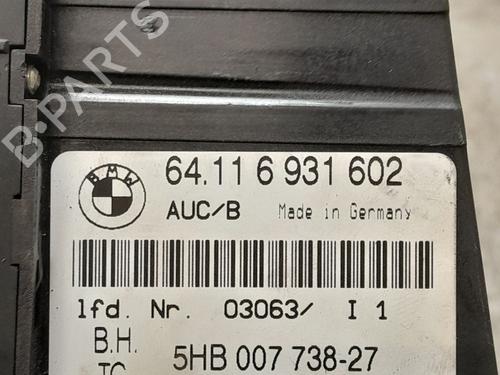 B-PARTS
BMW
64.11 6 931 602
AUC/B Made in Germany
lfd. Nr. 03063/ I 1
B.H. 5HB 007 738-27
TC